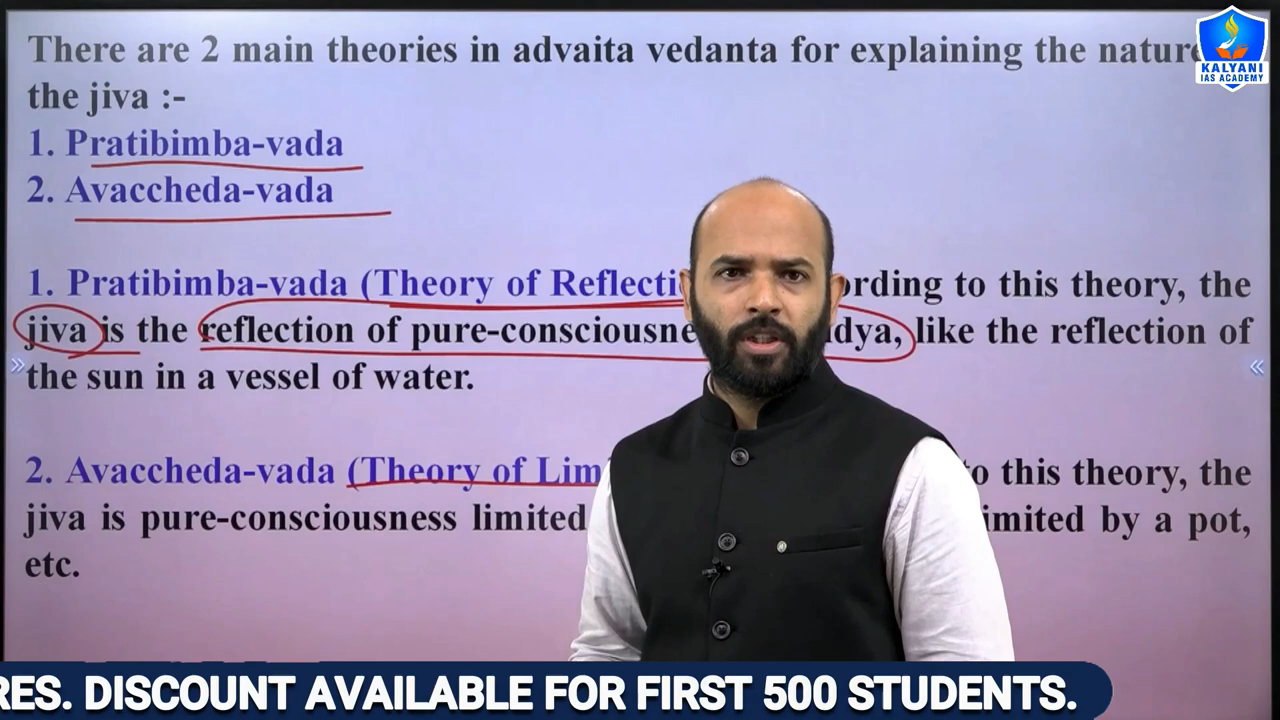 There are 2 main theories in advaita vedanta for explaining the nature
the jiva :-
1. Pratibimba-vada
2. Avaccheda-vada
1. Pratibimba-vada (Theory of Reflecti ording to this theory, the
jiva is the reflection of pure-consciousne dya, like the reflection of
the sun in a vessel of water.
2. Avaccheda-vada (Theory of Lim to this theory, the
jiva is pure-consciousness limited imited by a pot,
etc.
KALYANI
IAS ACADEMY
RES. DISCOUNT AVAILABLE FOR FIRST 500 STUDENTS.